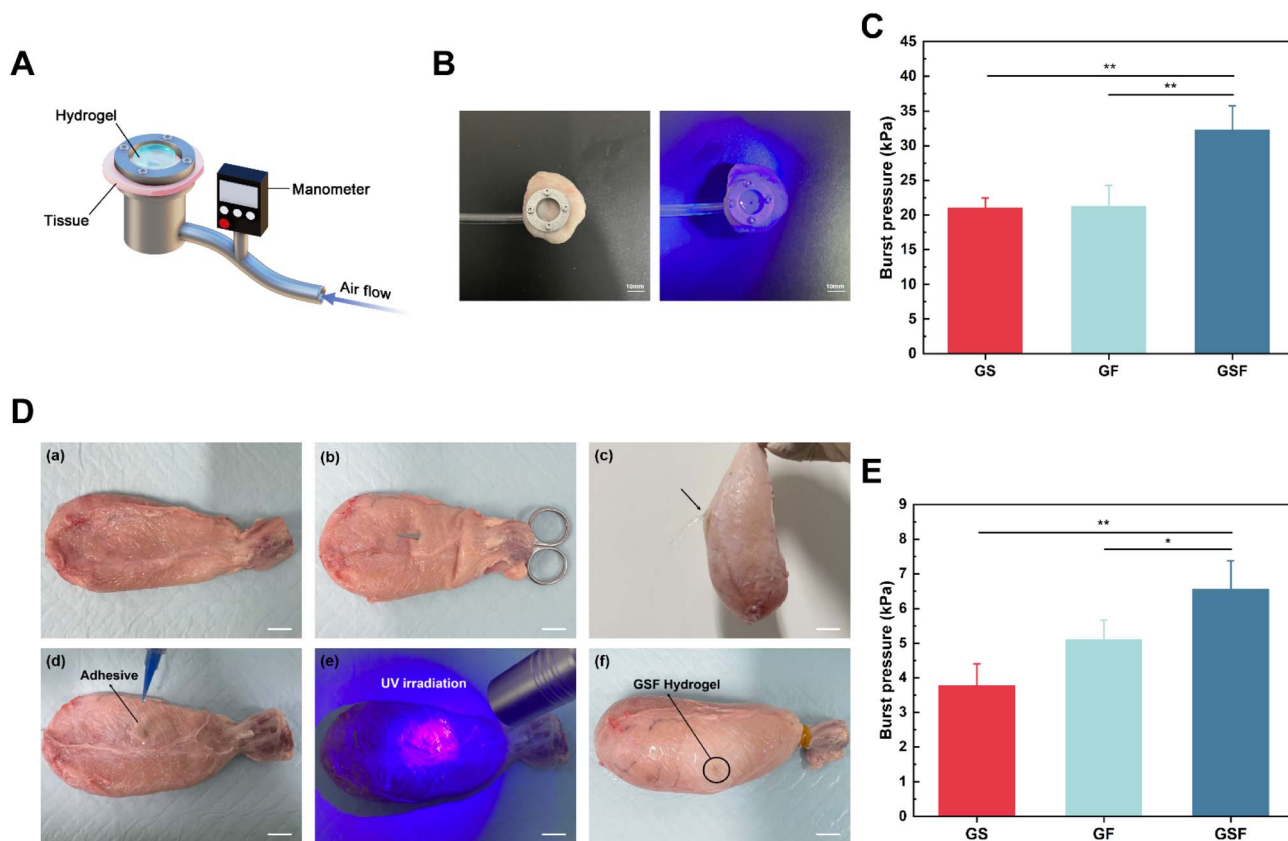 A
Hydrogel
Tissue
Manometer
Air flow
B
10mm
10mm
C
Burst pressure (kPa)
45
40
35
30
25
20
15
10
5
0
**
**
GS
GF
GSF
D
(a)
(b)
(c)
(d)
Adhesive
(e)
UV irradiation
(f)
GSF Hydrogel
E
Burst pressure (kPa)
9
8
7
6
5
4
3
2
1
0
**
*
GS
GF
GSF